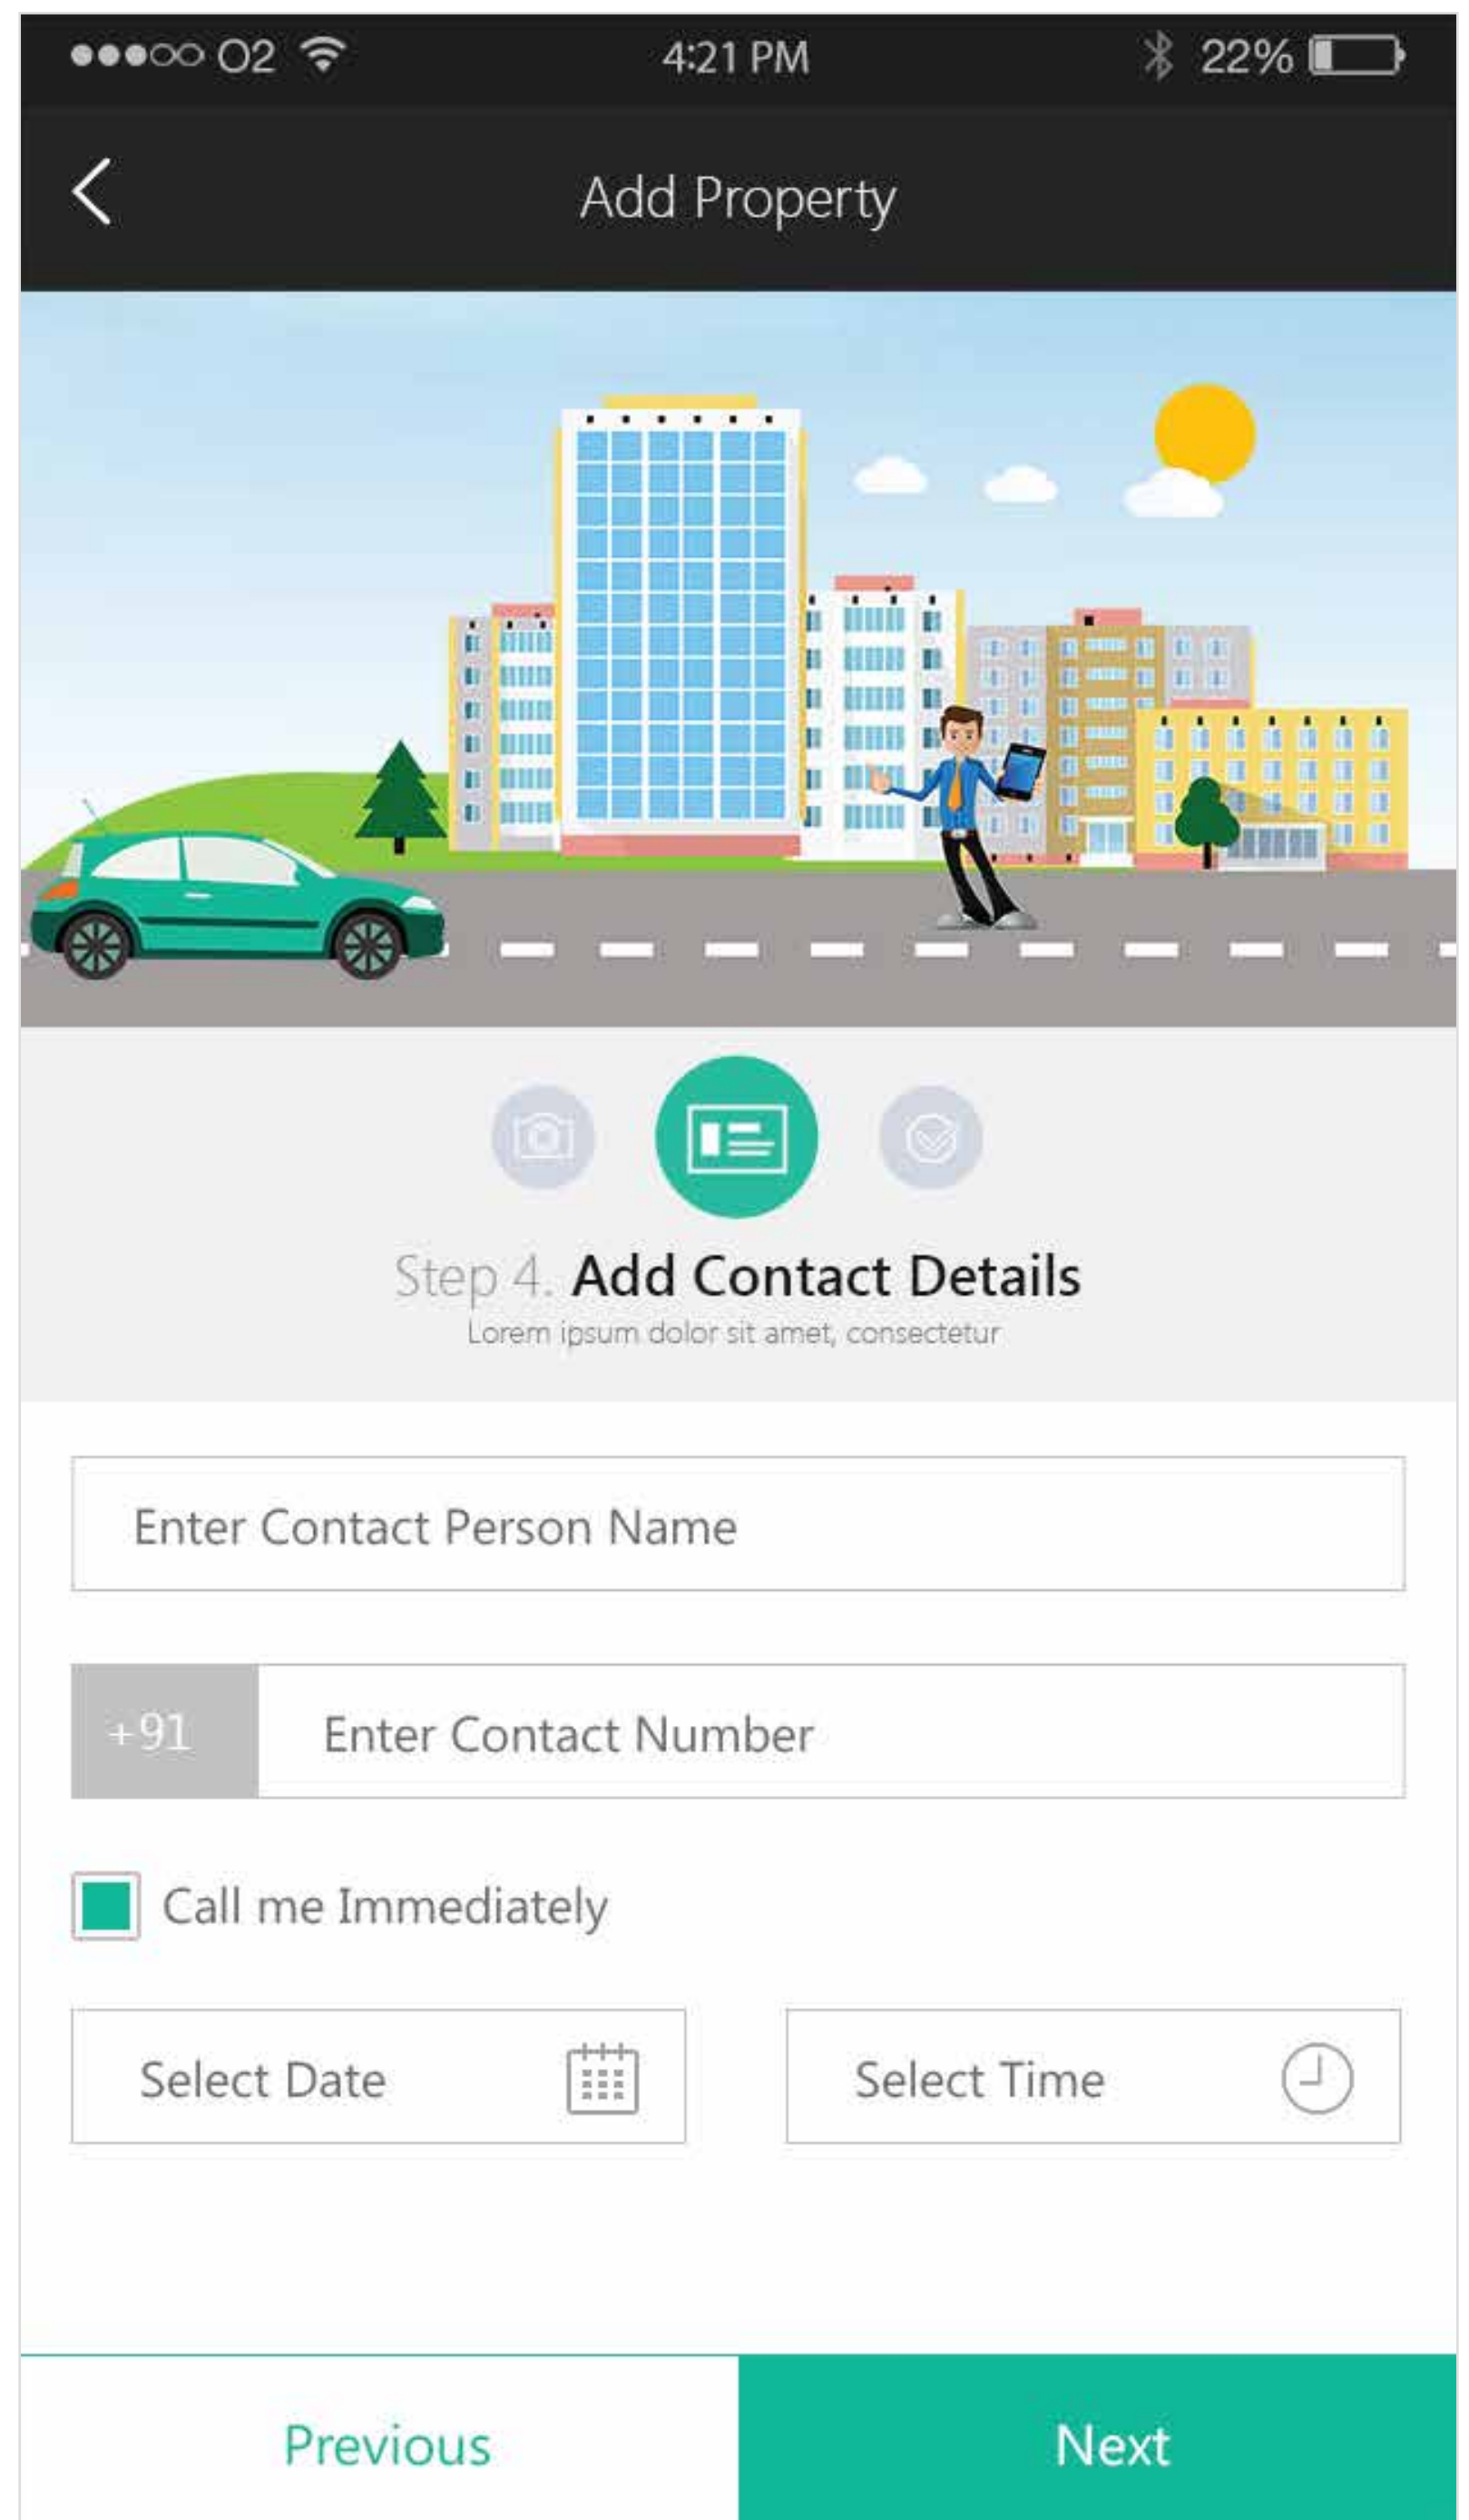 O2 4:21 PM 22%
Add Property
Step 4. Add Contact Details
Lorem ipsum dolor sit amet, consectetur
Enter Contact Person Name
+91 Enter Contact Number
Call me Immediately
Select Date Select Time
Previous Next